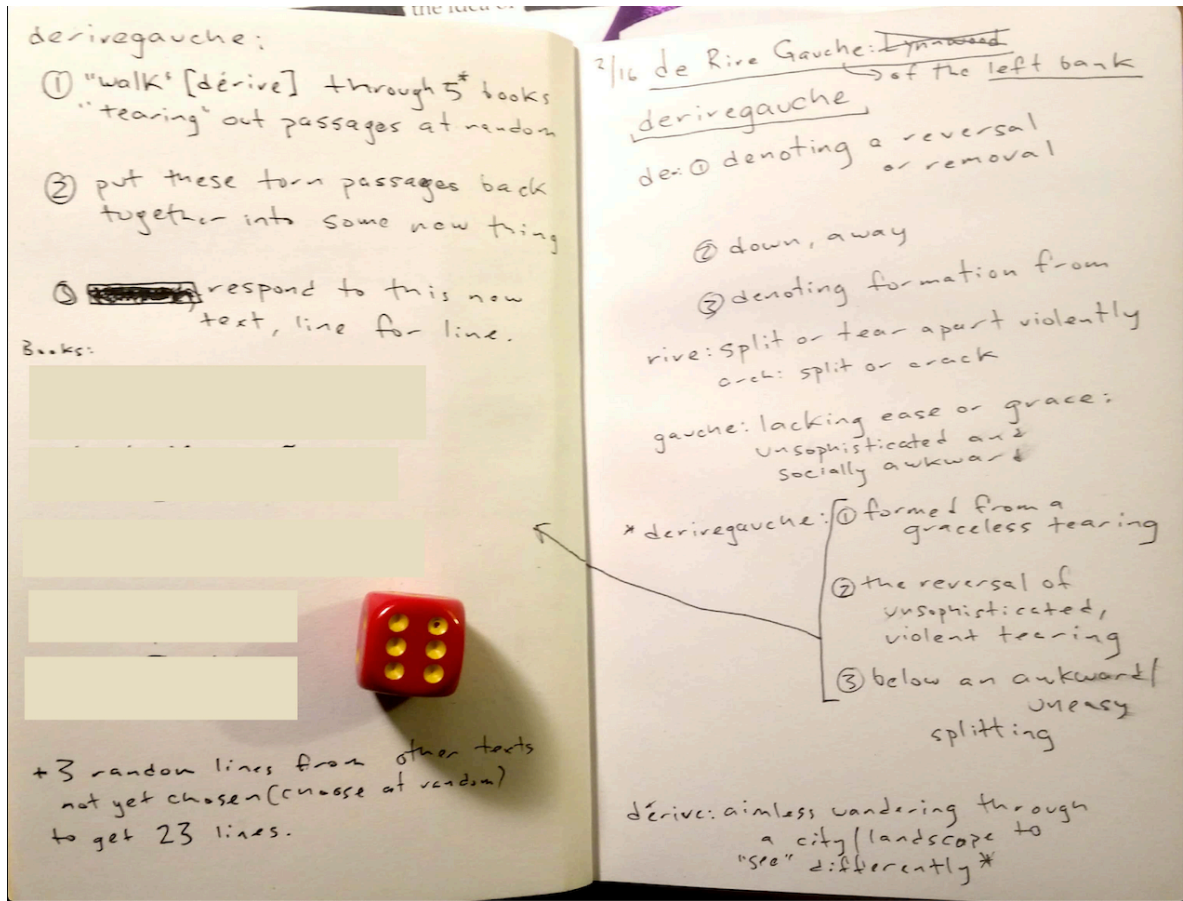 the idea of
derivegauche:
① "walk" [dérive] through 5* books
"tearing" out passages at random
② put these torn passages back
together into some new thing
③ respond to this new
text, line for line.
Books:
+ 3 random lines from other texts
not yet chosen (choose at random)
to get 23 lines.
2/16 de Rive Gauche: Lynnwood
↳ of the left bank
derivegauche
de: ① denoting a reversal
or removal
② down, away
③ denoting formation from
rive: split or tear apart violently
arch: split or crack
gauche: lacking ease or grace:
unsophisticated and
socially awkward
* derivegauche: ① formed from a
graceless tearing
② the reversal of
unsophisticated,
violent tearing
③ below an awkward/
uneasy
splitting
dérive: aimless wandering through
a city/landscape to
"see" differently*